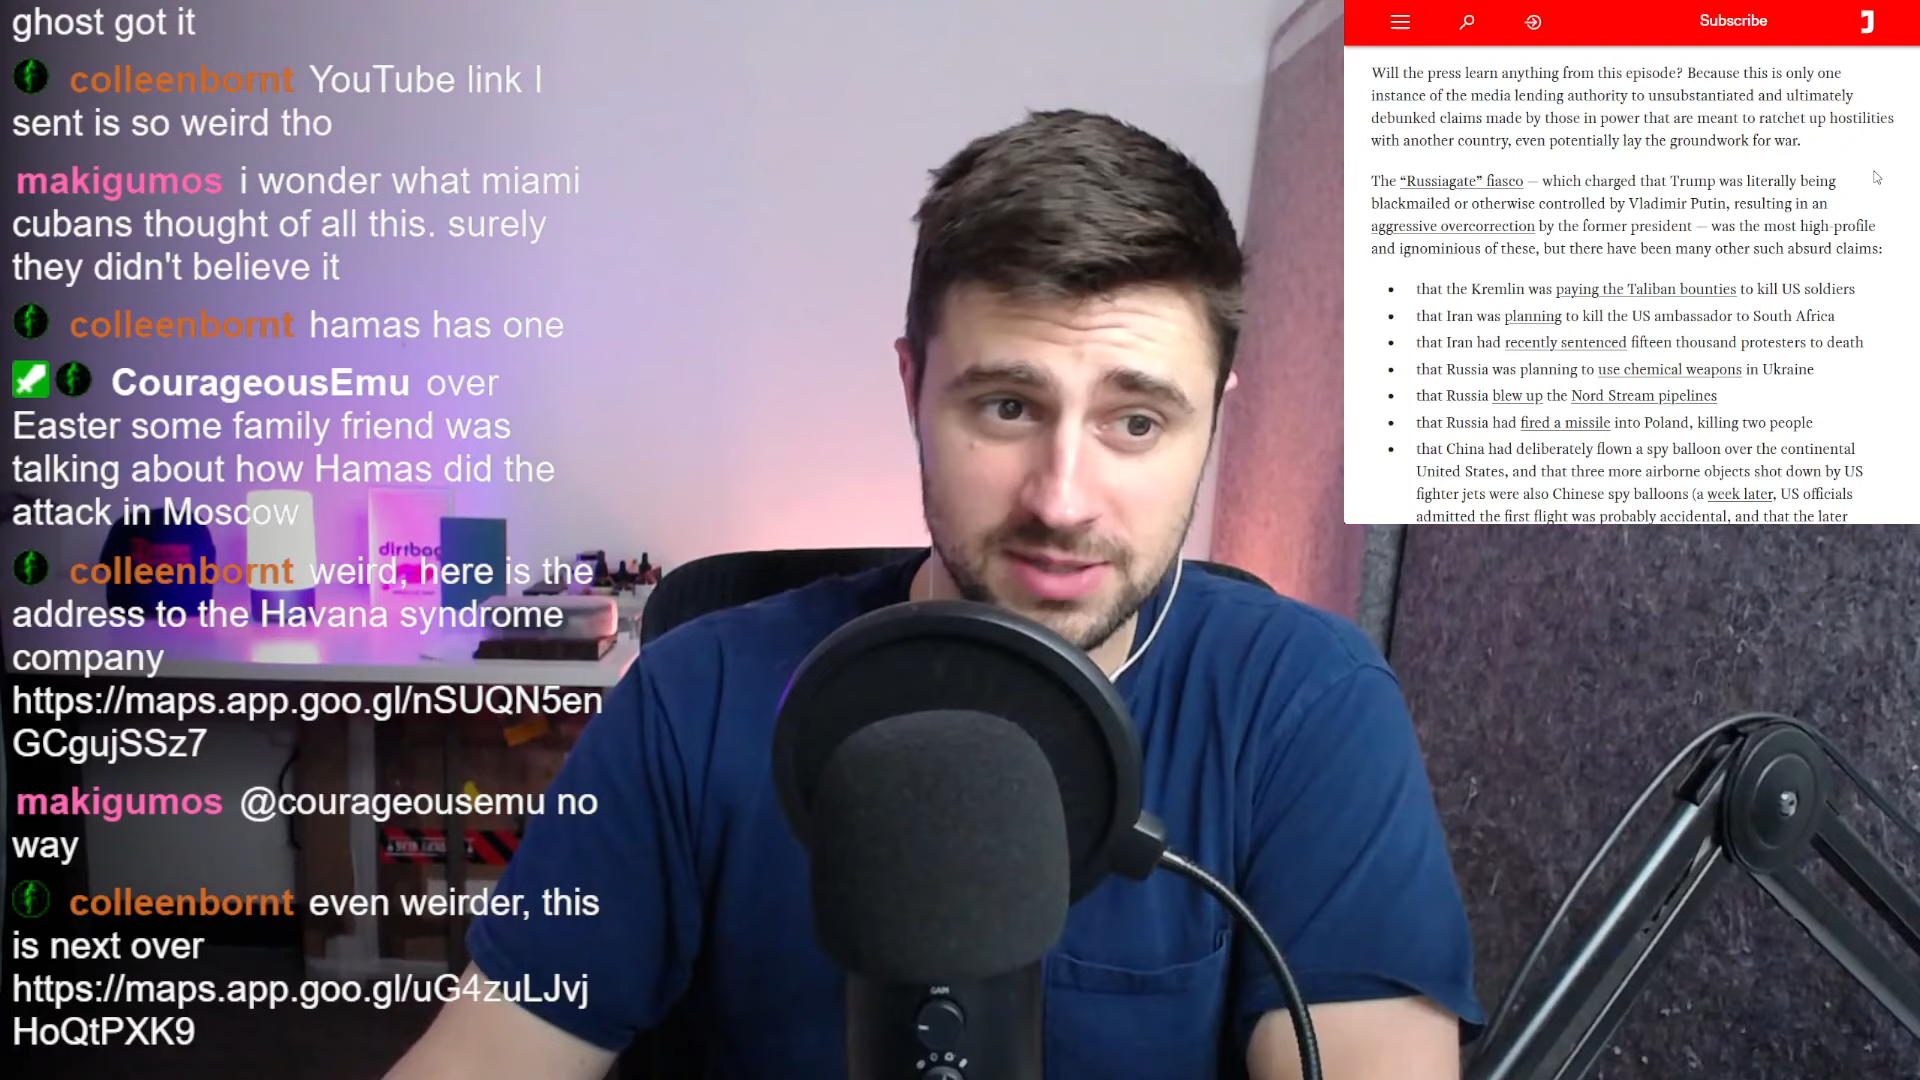 ghost got it
colleenbornt YouTube link I
sent is so weird tho
makigumos i wonder what miami
cubans thought of all this. surely
they didn't believe it
colleenbornt hamas has one
CourageousEmu over
Easter some family friend was
talking about how Hamas did the
attack in Moscow
colleenbornt weird, here is the
address to the Havana syndrome
company
https://maps.app.goo.gl/nSUQN5en
GCgujSSz7
makigumos @courageousemu no
way
colleenbornt even weirder, this
is next over
https://maps.app.goo.gl/uG4zuLJvj
HoQtPXK9
dirtbag
GAIN
Subscribe
J
Will the press learn anything from this episode? Because this is only one
instance of the media lending authority to unsubstantiated and ultimately
debunked claims made by those in power that are meant to ratchet up hostilities
with another country, even potentially lay the groundwork for war.
The “Russiagate” fiasco — which charged that Trump was literally being
blackmailed or otherwise controlled by Vladimir Putin, resulting in an
aggressive overcorrection by the former president — was the most high-profile
and ignominious of these, but there have been many other such absurd claims:
• that the Kremlin was paying the Taliban bounties to kill US soldiers
• that Iran was planning to kill the US ambassador to South Africa
• that Iran had recently sentenced fifteen thousand protesters to death
• that Russia was planning to use chemical weapons in Ukraine
• that Russia blew up the Nord Stream pipelines
• that Russia had fired a missile into Poland, killing two people
• that China had deliberately flown a spy balloon over the continental
United States, and that three more airborne objects shot down by US
fighter jets were also Chinese spy balloons (a week later, US officials
admitted the first flight was probably accidental, and that the later